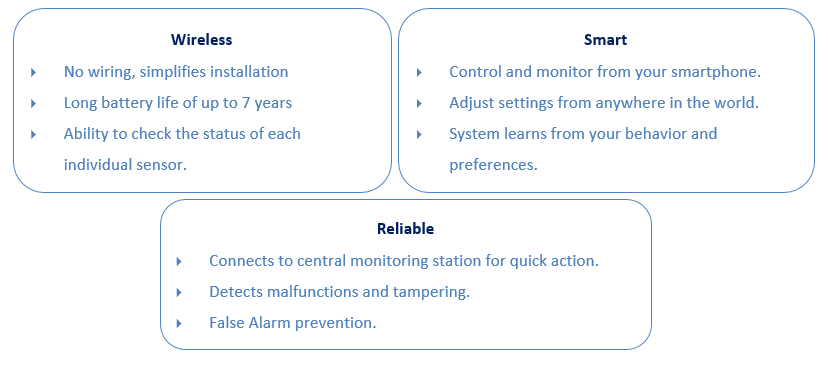 Wireless
No wiring, simplifies installation
Long battery life of up to 7 years
Ability to check the status of each
individual sensor.
Smart
Control and monitor from your smartphone.
Adjust settings from anywhere in the world.
System learns from your behavior and
preferences.
Reliable
Connects to central monitoring station for quick action.
Detects malfunctions and tampering.
False Alarm prevention.